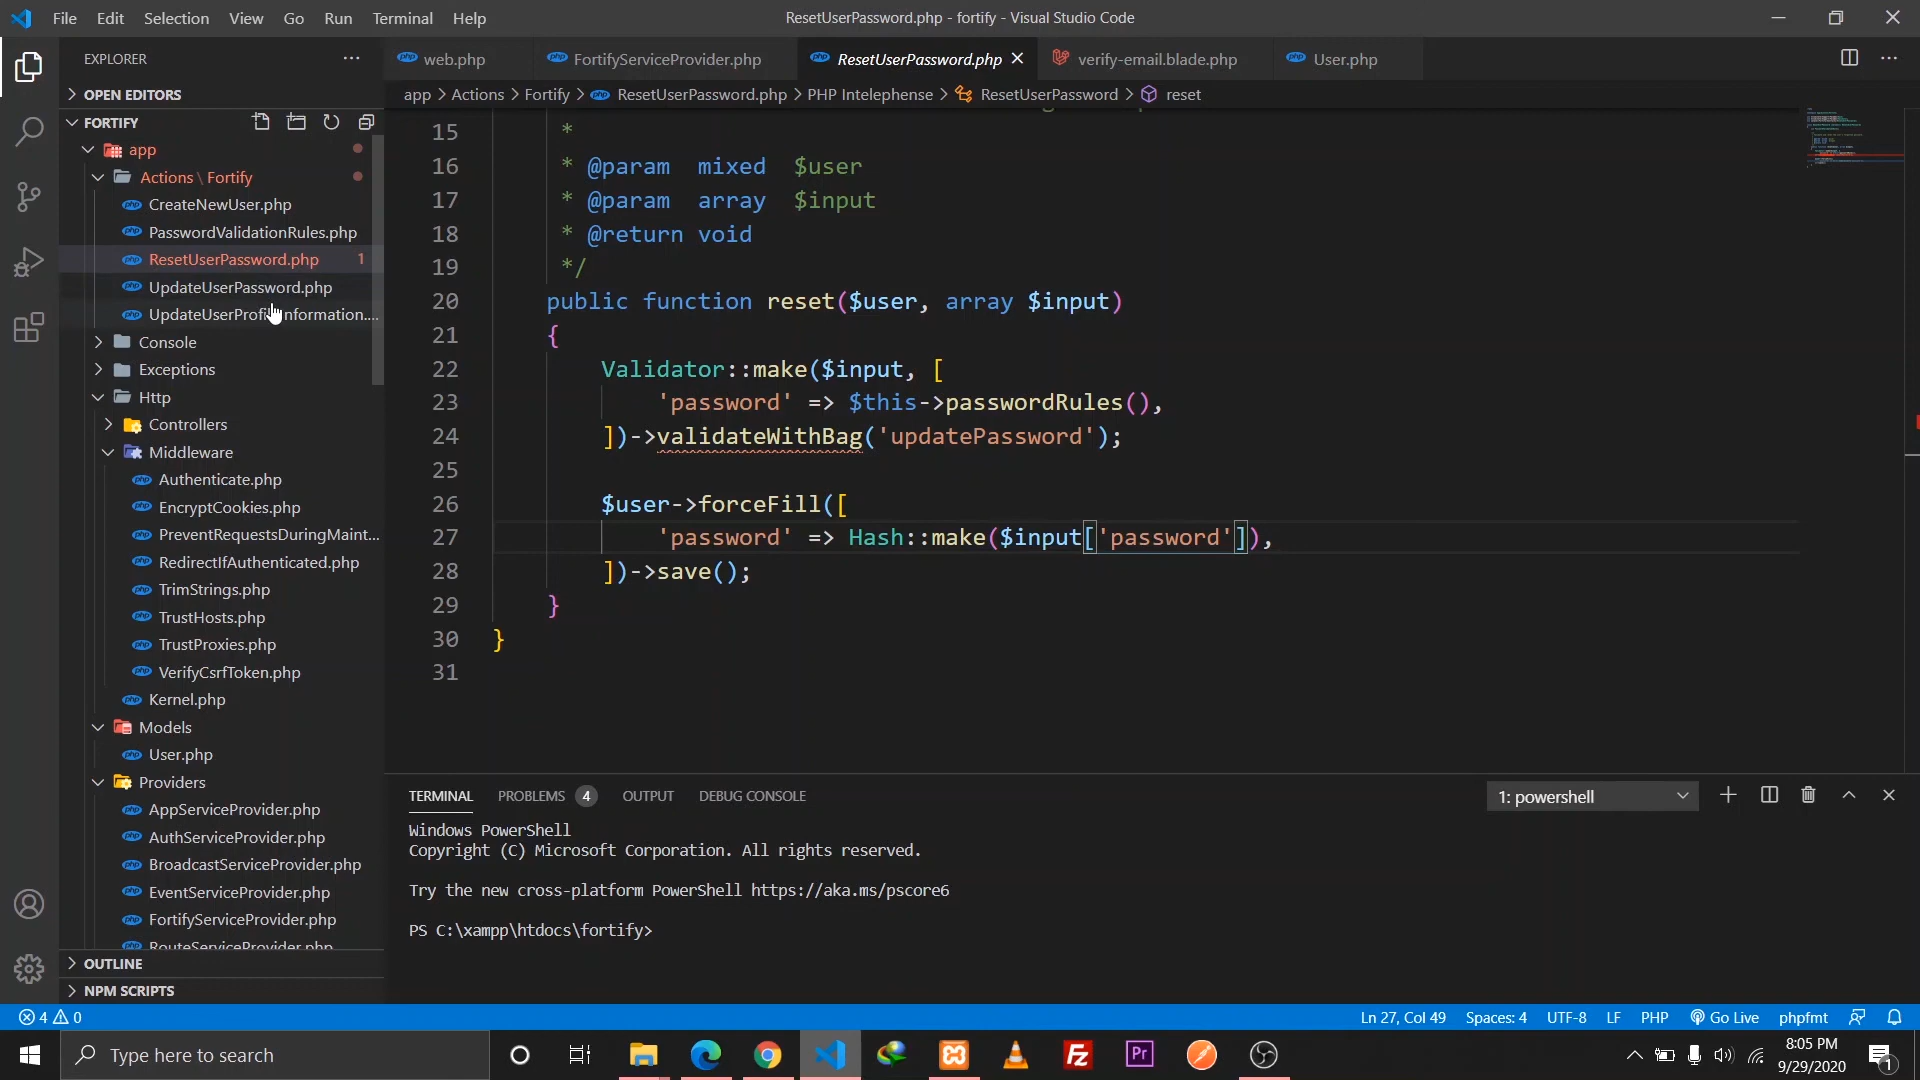 File Edit Selection View Go Run Terminal Help
ResetUserPassword.php - fortify - Visual Studio Code
EXPLORER
OPEN EDITORS
FORTIFY
app
Actions \ Fortify
CreateNewUser.php
PasswordValidationRules.php
ResetUserPassword.php 1
UpdateUserPassword.php
UpdateUserProfileInformation....
Console
Exceptions
Http
Controllers
Middleware
Authenticate.php
EncryptCookies.php
PreventRequestsDuringMaint...
RedirectIfAuthenticated.php
TrimStrings.php
TrustHosts.php
TrustProxies.php
VerifyCsrfToken.php
Kernel.php
Models
User.php
Providers
AppServiceProvider.php
AuthServiceProvider.php
BroadcastServiceProvider.php
EventServiceProvider.php
FortifyServiceProvider.php
RouteServiceProvider.php
OUTLINE
NPM SCRIPTS
web.php FortifyServiceProvider.php ResetUserPassword.php verify-email.blade.php User.php
app > Actions > Fortify > ResetUserPassword.php > PHP Intelephense > ResetUserPassword > reset
15 *
16 * @param mixed $user
17 * @param array $input
18 * @return void
19 */
20 public function reset($user, array $input)
21 {
22 Validator::make($input, [
23 'password' => $this->passwordRules(),
24 ])->validateWithBag('updatePassword');
25
26 $user->forceFill([
27 'password' => Hash::make($input['password']),
28 ])->save();
29 }
30 }
31
TERMINAL PROBLEMS 4 OUTPUT DEBUG CONSOLE 1: powershell
Windows PowerShell
Copyright (C) Microsoft Corporation. All rights reserved.
Try the new cross-platform PowerShell https://aka.ms/pscore6
PS C:\xampp\htdocs\fortify>
4 0 Ln 27, Col 49 Spaces: 4 UTF-8 LF PHP Go Live phpfmt
Type here to search
8:05 PM
9/29/2020
1